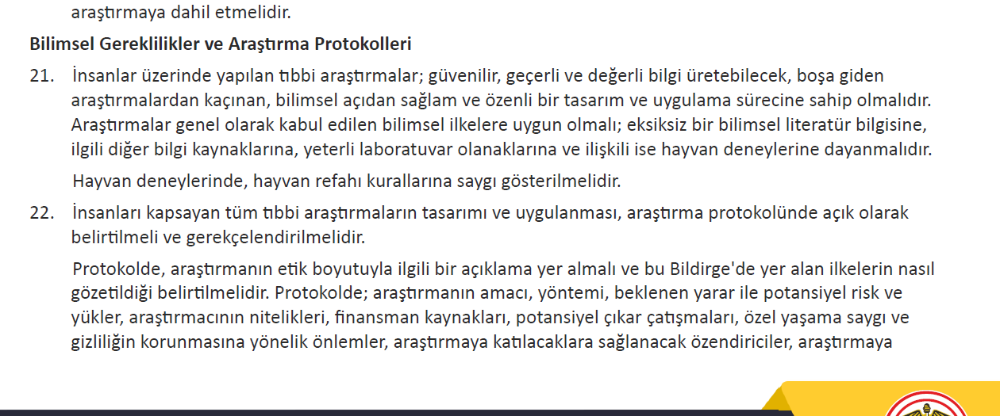 araştırmaya dahil etmelidir.
Bilimsel Gereklilikler ve Araştırma Protokolleri
21. İnsanlar üzerinde yapılan tıbbi araştırmalar; güvenilir, geçerli ve değerli bilgi üretebilecek, boşa giden
araştırmalardan kaçınan, bilimsel açıdan sağlam ve özenli bir tasarım ve uygulama sürecine sahip olmalıdır.
Araştırmalar genel olarak kabul edilen bilimsel ilkelere uygun olmalı; eksiksiz bir bilimsel literatür bilgisine,
ilgili diğer bilgi kaynaklarına, yeterli laboratuvar olanaklarına ve ilişkili ise hayvan deneylerine dayanmalıdır.
Hayvan deneylerinde, hayvan refahı kurallarına saygı gösterilmelidir.
22. İnsanları kapsayan tüm tıbbi araştırmaların tasarımı ve uygulanması, araştırma protokolünde açık olarak
belirtilmeli ve gerekçelendirilmelidir.
Protokolde, araştırmanın etik boyutuyla ilgili bir açıklama yer almalı ve bu Bildirge'de yer alan ilkelerin nasıl
gözetildiği belirtilmelidir. Protokolde; araştırmanın amacı, yöntemi, beklenen yarar ile potansiyel risk ve
yükler, araştırmacının nitelikleri, finansman kaynakları, potansiyel çıkar çatışmaları, özel yaşama saygı ve
gizliliğin korunmasına yönelik önlemler, araştırmaya katılacaklara sağlanacak özendiriciler, araştırmaya